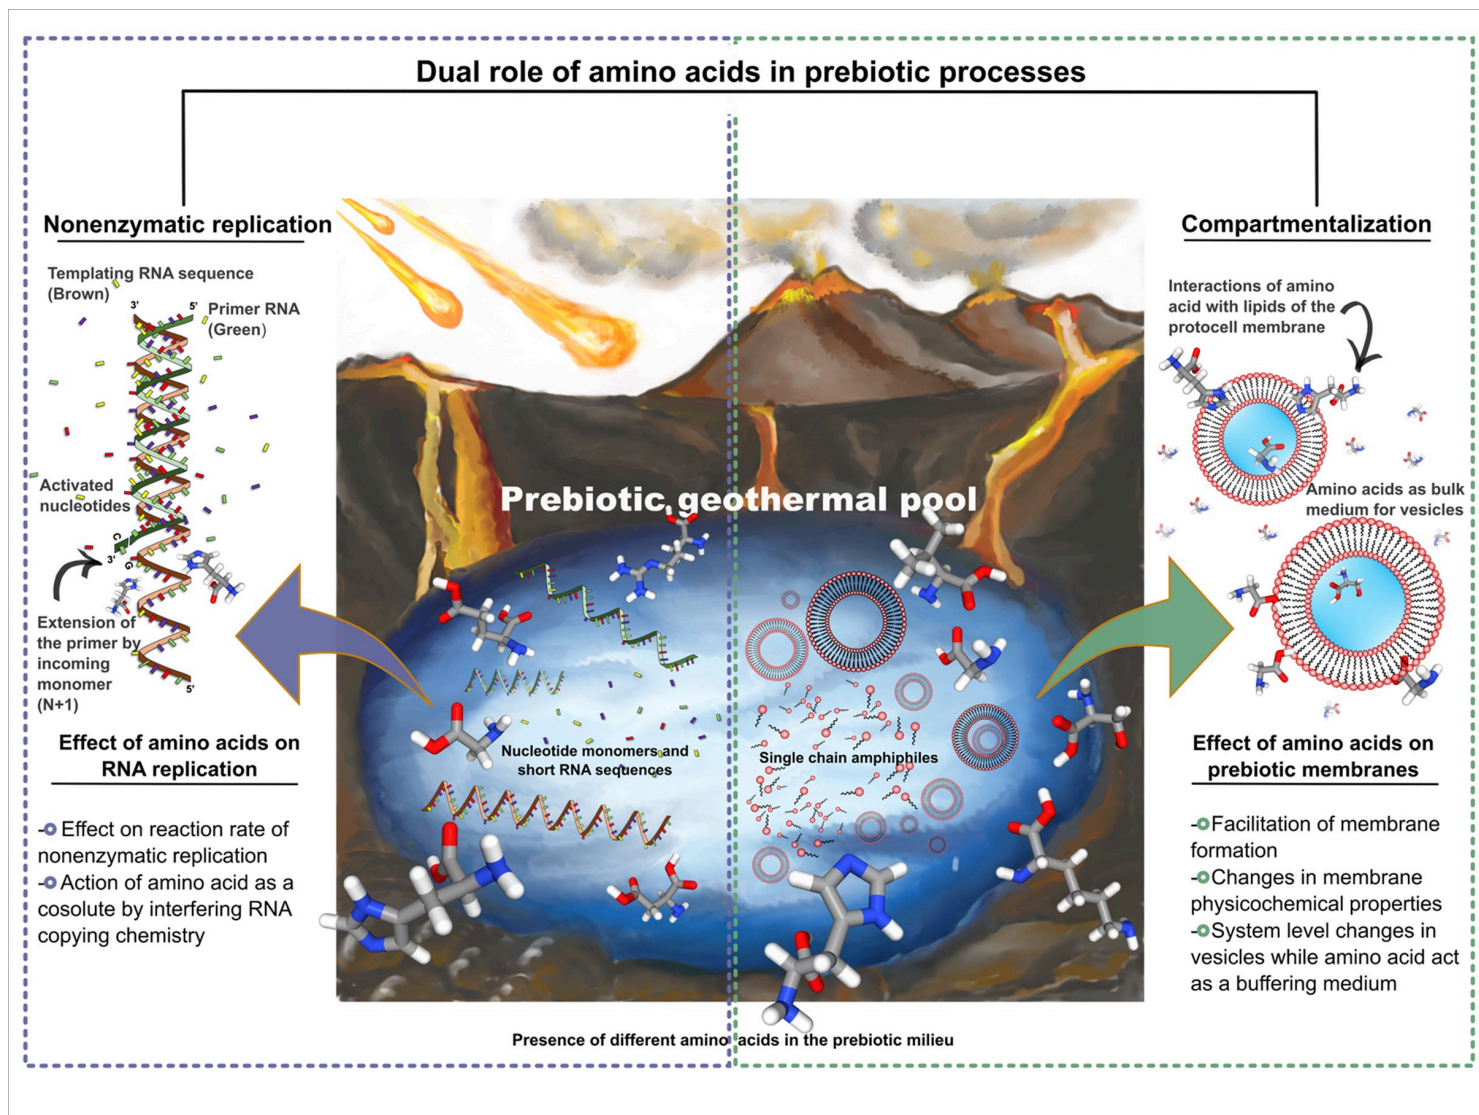 Dual role of amino acids in prebiotic processes
Nonenzymatic replication
Templating RNA sequence
(Brown)
3'
5'
Primer RNA
(Green)
Activated
nucleotides
C
3'
G
Extension of
the primer by
incoming
monomer
(N+1)
5'
Effect of amino acids on
RNA replication
Effect on reaction rate of
nonenzymatic replication
Action of amino acid as a
cosolute by interfering RNA
copying chemistry
Prebiotic geothermal pool
Nucleotide monomers and
short RNA sequences
Single chain amphiphiles
Presence of different amino acids in the prebiotic milieu
Compartmentalization
Interactions of amino
acid with lipids of the
protocell membrane
Amino acids as bulk
medium for vesicles
Effect of amino acids on
prebiotic membranes
Facilitation of membrane
formation
Changes in membrane
physicochemical properties
System level changes in
vesicles while amino acid act
as a buffering medium